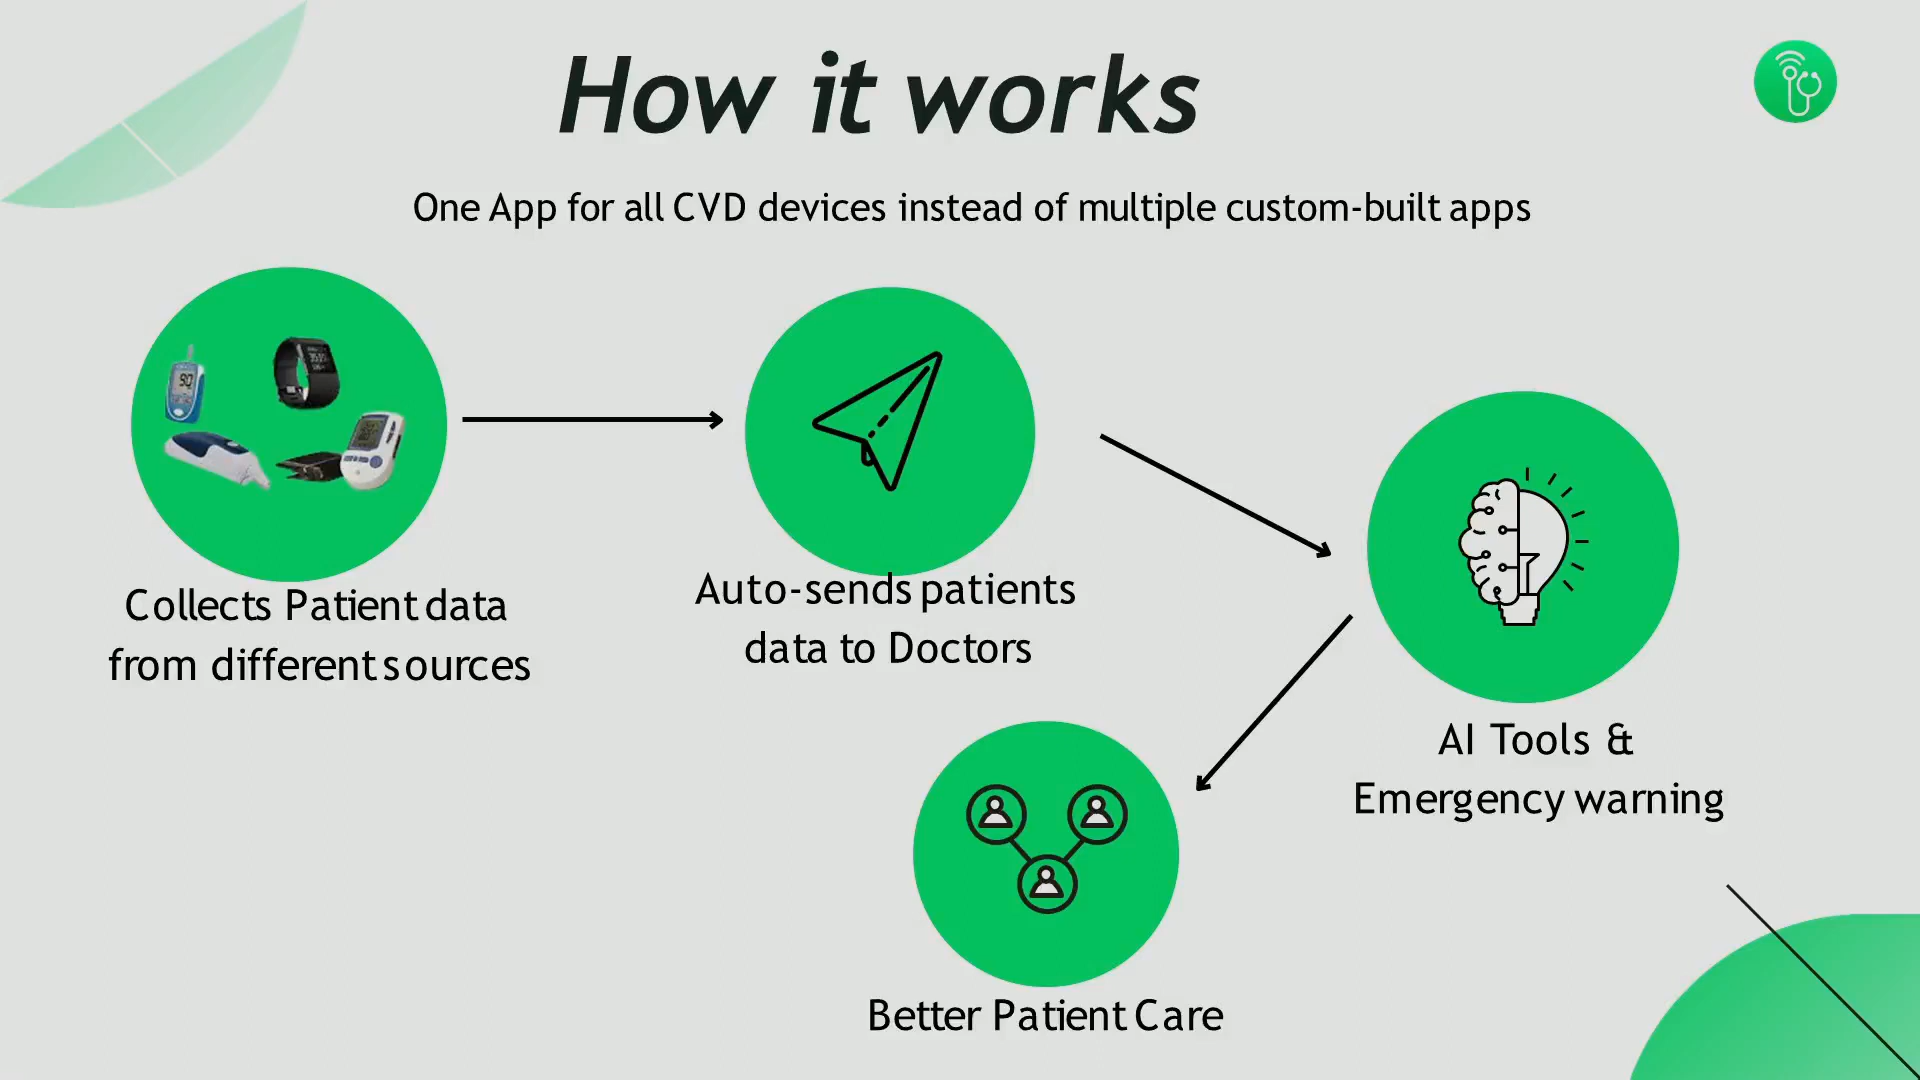 How it works
One App for all CVD devices instead of multiple custom-built apps
Collects Patient data
from different sources
Auto-sends patients
data to Doctors
AI Tools &
Emergency warning
Better Patient Care